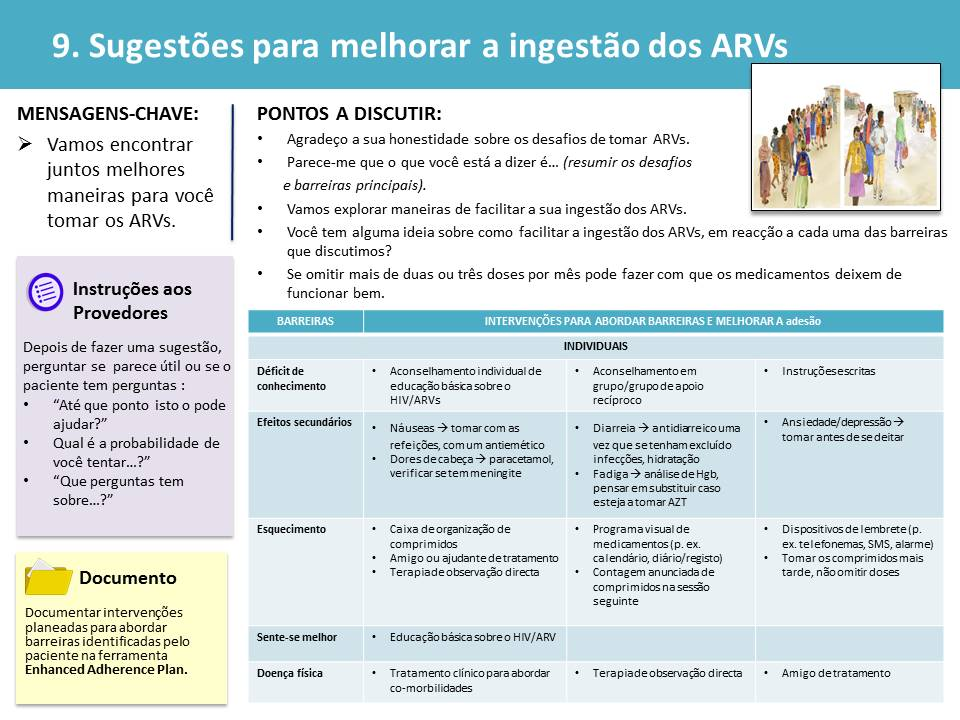 9. Sugestões para melhorar a ingestão dos ARVs
MENSAGENS-CHAVE:
➢ Vamos encontrar
juntos melhores
maneiras para você
tomar os ARVs.
Instruções aos
Provedores
Depois de fazer uma sugestão,
perguntar se parece útil ou se o
paciente tem perguntas :
• “Até que ponto isto o pode
ajudar?”
• Qual é a probabilidade de
você tentar…?”
• “Que perguntas tem
sobre…?”
Documento
Documentar intervenções
planeadas para abordar
barreiras identificadas pelo
paciente na ferramenta
Enhanced Adherence Plan.
PONTOS A DISCUTIR:
• Agradeço a sua honestidade sobre os desafios de tomar ARVs.
• Parece-me que o que você está a dizer é… (resumir os desafios
e barreiras principais).
• Vamos explorar maneiras de facilitar a sua ingestão dos ARVs.
• Você tem alguma ideia sobre como facilitar a ingestão dos ARVs, em reacção a cada uma das barreiras
que discutimos?
• Se omitir mais de duas ou três doses por mês pode fazer com que os medicamentos deixem de
funcionar bem.
BARREIRAS
INTERVENÇÕES PARA ABORDAR BARREIRAS E MELHORAR A adesão
INDIVIDUAIS
Déficit de
conhecimento
• Aconselhamento individual de
educação básica sobre o
HIV/ARVs
• Aconselhamento em
grupo/grupo de apoio
recíproco
• Instruções escritas
Efeitos secundários
• Náuseas → tomar com as
refeições, com um antiemético
• Dores de cabeça → paracetamol,
verificar se tem meningite
• Diarreia → antidiarreico uma
vez que se tenham excluído
infecções, hidratação
• Fadiga → análise de Hgb,
pensar em substituir caso
esteja a tomar AZT
• Ansiedade/depressão →
tomar antes de se deitar
Esquecimento
• Caixa de organização de
comprimidos
• Amigo ou ajudante de tratamento
• Terapia de observação directa
• Programa visual de
medicamentos (p. ex.
calendário, diário/registo)
• Contagem anunciada de
comprimidos na sessão
seguinte
• Dispositivos de lembrete (p.
ex. telefonemas, SMS, alarme)
• Tomar os comprimidos mais
tarde, não omitir doses
Sente-se melhor
• Educação básica sobre o HIV/ARV
Doença física
• Tratamento clínico para abordar
co-morbilidades
• Terapia de observação directa
• Amigo de tratamento